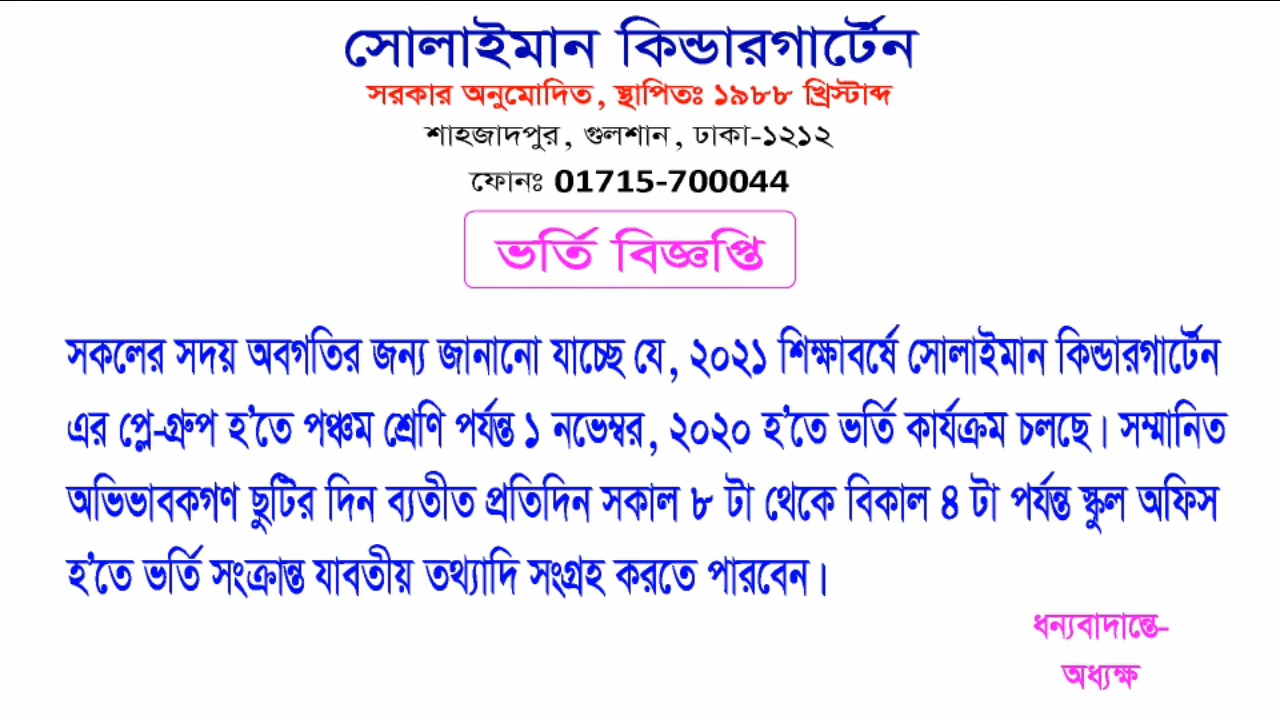 সোলাইমান কিন্ডারগার্টেন
সরকার অনুমোদিত, স্থাপিতঃ ১৯৮৮ খ্রিস্টাব্দ
শাহজাদপুর, গুলশান, ঢাকা-১২১২
ফোনঃ 01715-700044
ভর্তি বিজ্ঞপ্তি
সকলের সদয় অবগতির জন্য জানানো যাচ্ছে যে, ২০২১ শিক্ষাবর্ষে সোলাইমান কিন্ডারগার্টেন
এর প্লে-গ্রুপ হ'তে পঞ্চম শ্রেণি পর্যন্ত ১ নভেম্বর, ২০২০ হ'তে ভর্তি কার্যক্রম চলছে। সম্মানিত
অভিভাবকগণ ছুটির দিন ব্যতীত প্রতিদিন সকাল ৮ টা থেকে বিকাল ৪ টা পর্যন্ত স্কুল অফিস
হ'তে ভর্তি সংক্রান্ত যাবতীয় তথ্যাদি সংগ্রহ করতে পারবেন।
ধন্যবাদান্তে-
অধ্যক্ষ